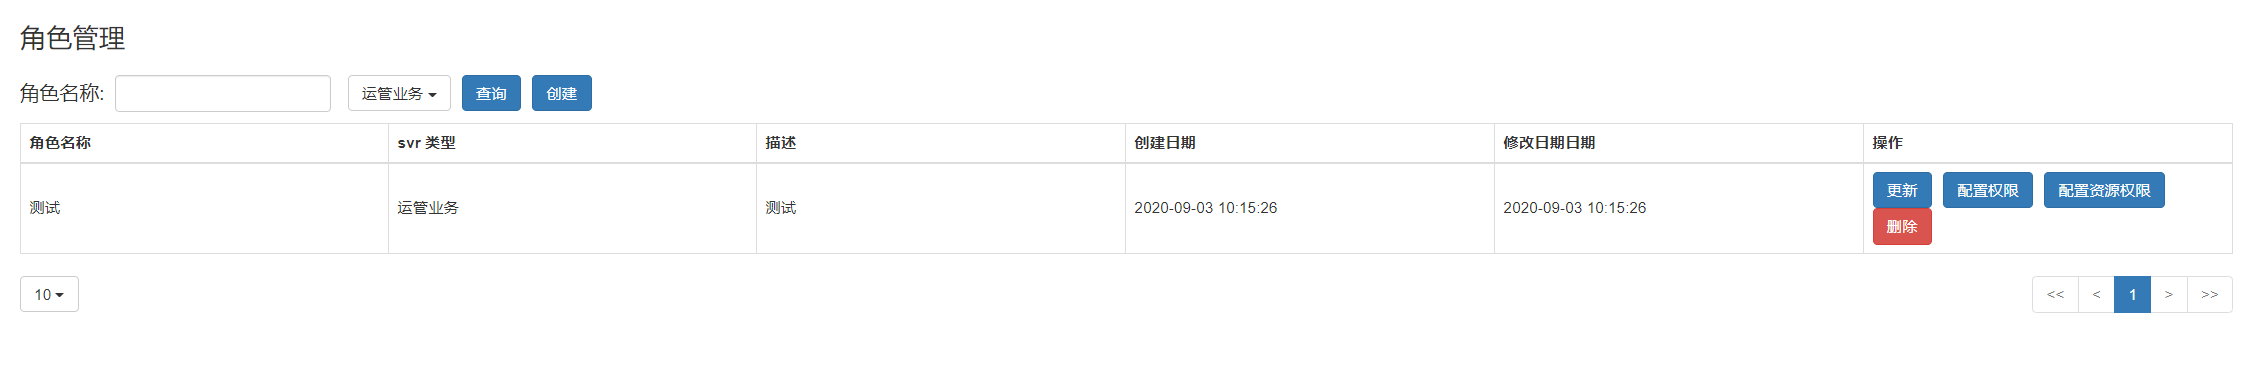 角色管理
角色名称: 运管业务 查询 创建
角色名称 svr 类型 描述 创建日期 修改日期日期 操作
测试 运管业务 测试 2020-09-03 10:15:26 2020-09-03 10:15:26 更新 配置权限 配置资源权限
删除
10 << < 1 > >>